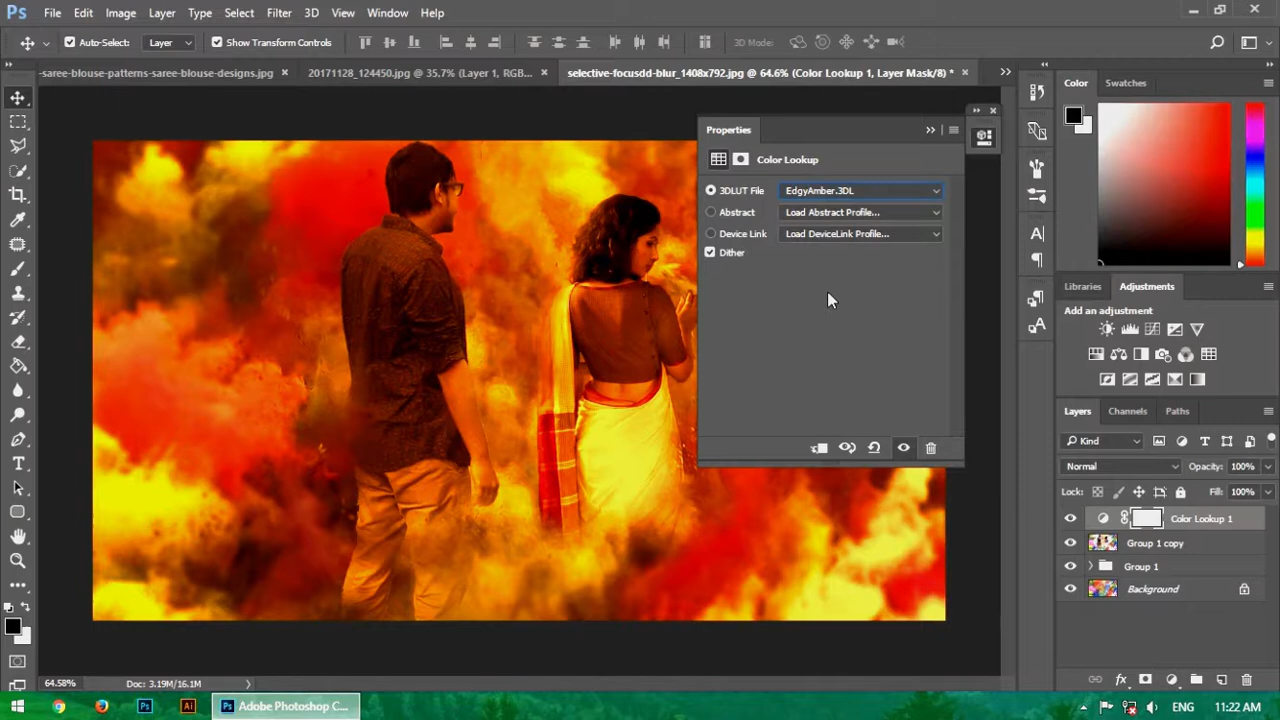 Ps File Edit Image Layer Type Select Filter 3D View Window Help
Auto-Select: Layer Show Transform Controls 3D Mode:
-saree-blouse-patterns-saree-blouse-designs.jpg × 20171128_124450.jpg @ 35.7% (Layer 1, RGB... × selective-focusdd-blur_1408x792.jpg @ 64.6% (Color Lookup 1, Layer Mask/8) * ×
Color Swatches
Properties
Color Lookup
3DLUT File EdgyAmber.3DL
Abstract Load Abstract Profile...
Device Link Load DeviceLink Profile...
Dither
Libraries Adjustments
Add an adjustment
Layers Channels Paths
Kind
Normal Opacity: 100%
Lock: Fill: 100%
Color Lookup 1
Group 1 copy
Group 1
Background
64.58% Doc: 3.19M/16.1M
Ps Ai Ps Adobe Photoshop C... ENG 11:22 AM